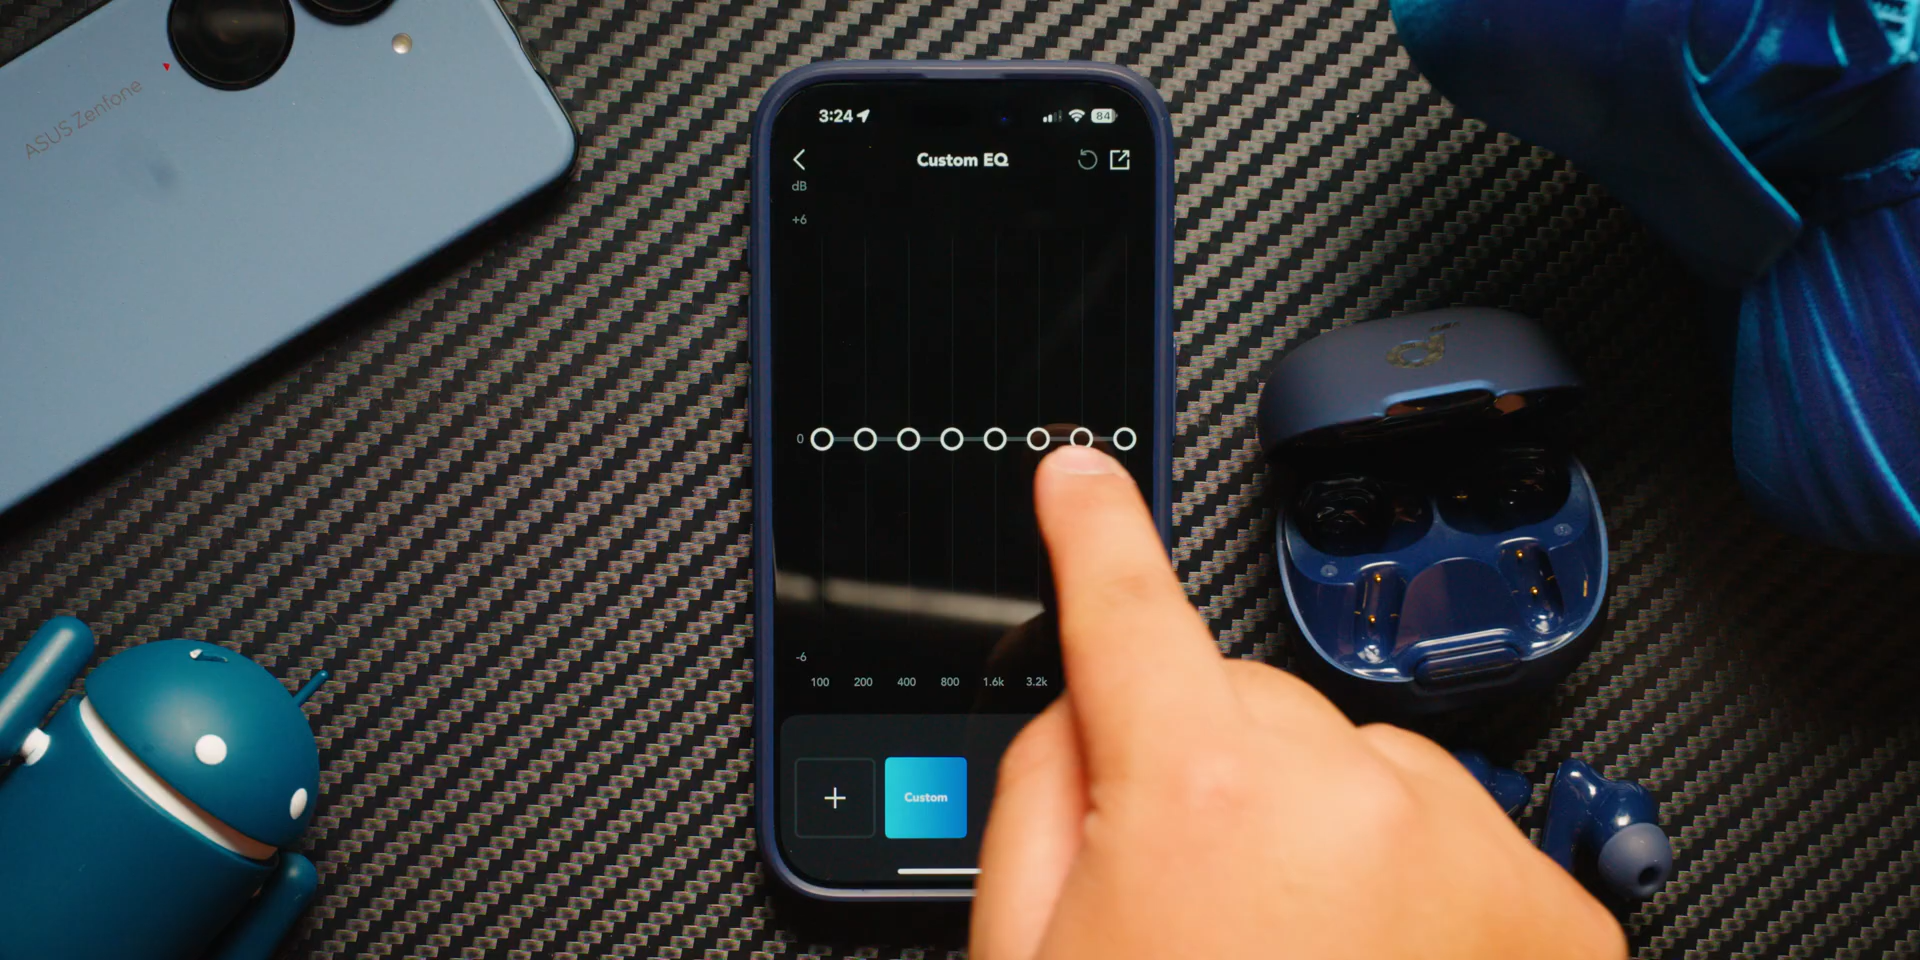 ASUS Zenfone
3:24
84
Custom EQ
dB
+6
0
-6
100 200 400 800 1.6k 3.2k
+
Custom